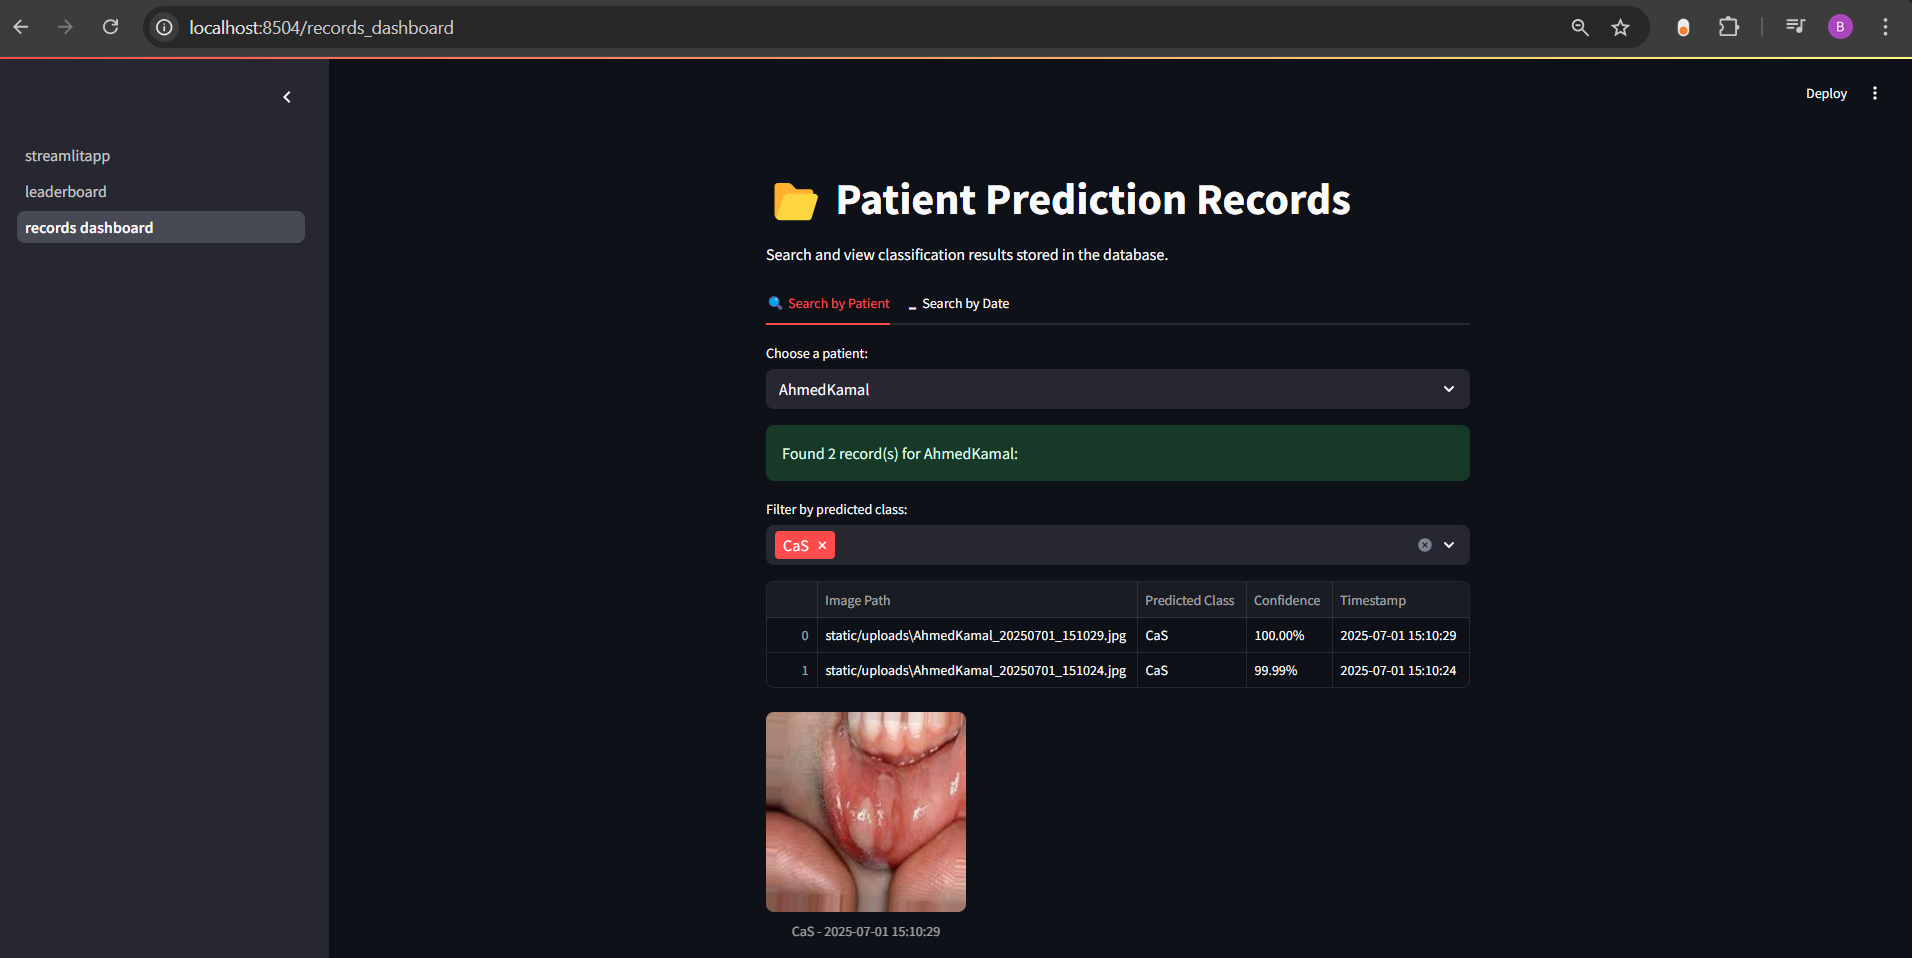 localhost:8504/records_dashboard
B
Deploy
streamlitapp
leaderboard
records dashboard
Patient Prediction Records
Search and view classification results stored in the database.
Search by Patient Search by Date
Choose a patient:
AhmedKamal
Found 2 record(s) for AhmedKamal:
Filter by predicted class:
CaS
Image Path Predicted Class Confidence Timestamp
0 static/uploads\AhmedKamal_20250701_151029.jpg CaS 100.00% 2025-07-01 15:10:29
1 static/uploads\AhmedKamal_20250701_151024.jpg CaS 99.99% 2025-07-01 15:10:24
CaS - 2025-07-01 15:10:29